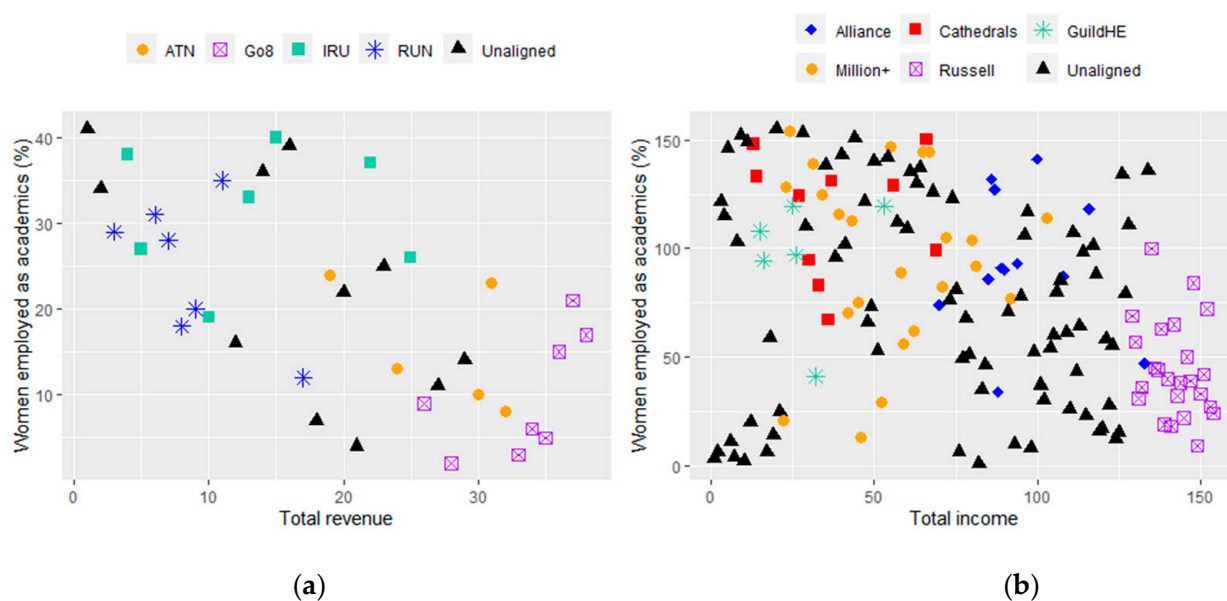 ATN Go8 IRU RUN Unaligned
Women employed as academics (%)
40
30
20
10
0 10 20 30
Total revenue
(a)
Alliance Cathedrals GuildHE
Million+ Russell Unaligned
Women employed as academics (%)
150
100
50
0
0 50 100 150
Total income
(b)